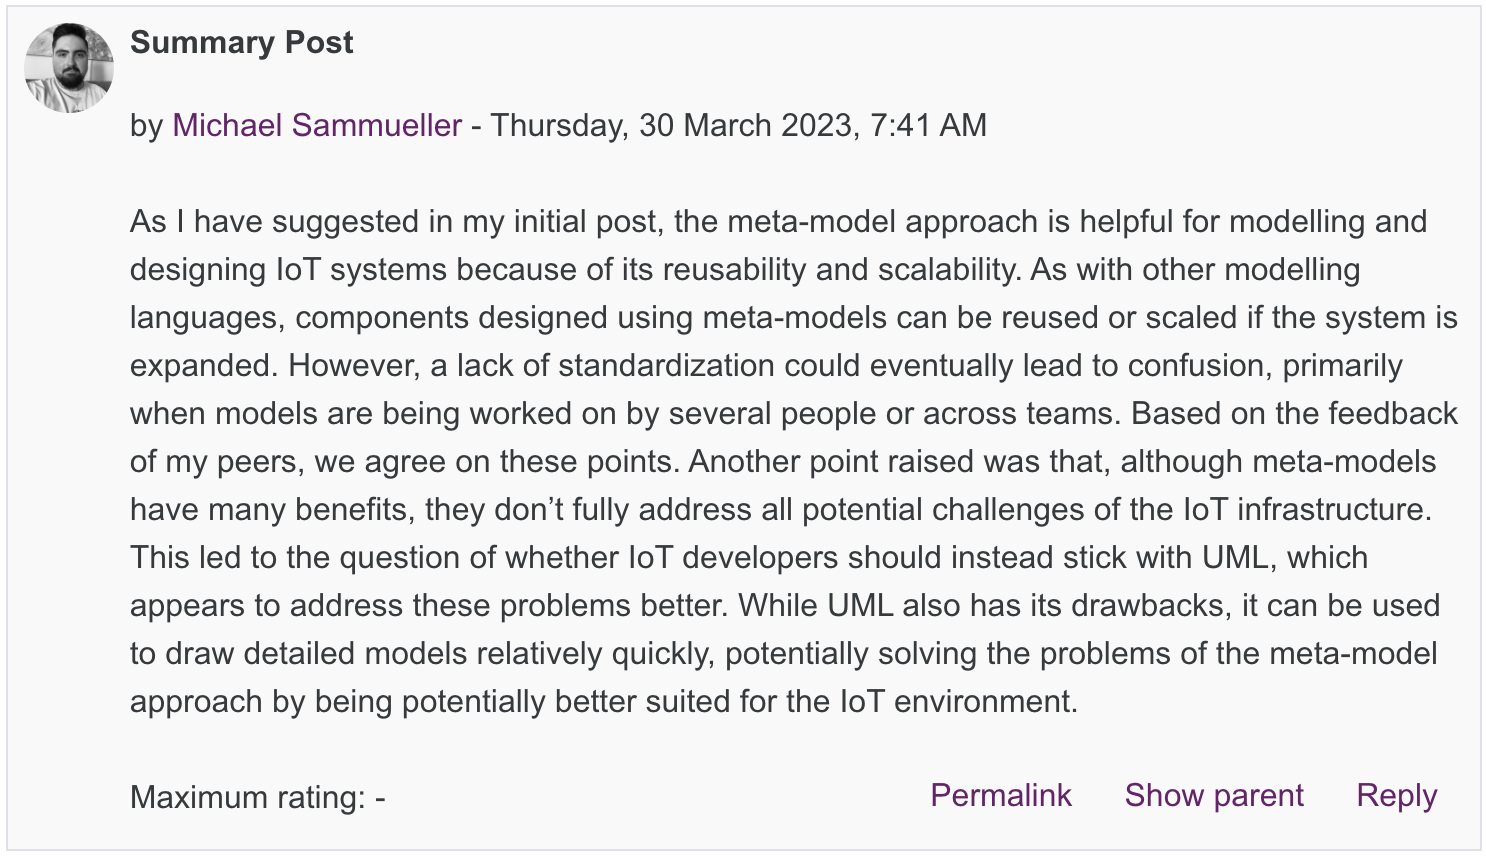 Summary Post
by Michael Sammueller - Thursday, 30 March 2023, 7:41 AM
As I have suggested in my initial post, the meta-model approach is helpful for modelling and
designing IoT systems because of its reusability and scalability. As with other modelling
languages, components designed using meta-models can be reused or scaled if the system is
expanded. However, a lack of standardization could eventually lead to confusion, primarily
when models are being worked on by several people or across teams. Based on the feedback
of my peers, we agree on these points. Another point raised was that, although meta-models
have many benefits, they don’t fully address all potential challenges of the IoT infrastructure.
This led to the question of whether IoT developers should instead stick with UML, which
appears to address these problems better. While UML also has its drawbacks, it can be used
to draw detailed models relatively quickly, potentially solving the problems of the meta-model
approach by being potentially better suited for the IoT environment.
Maximum rating: - Permalink Show parent Reply